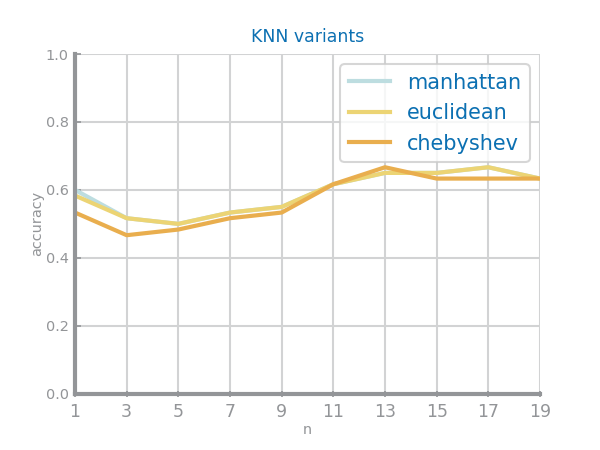 KNN variants
manhattan
euclidean
chebyshev
accuracy
1.0
0.8
0.6
0.4
0.2
0.0
1 3 5 7 9 11 13 15 17 19
n